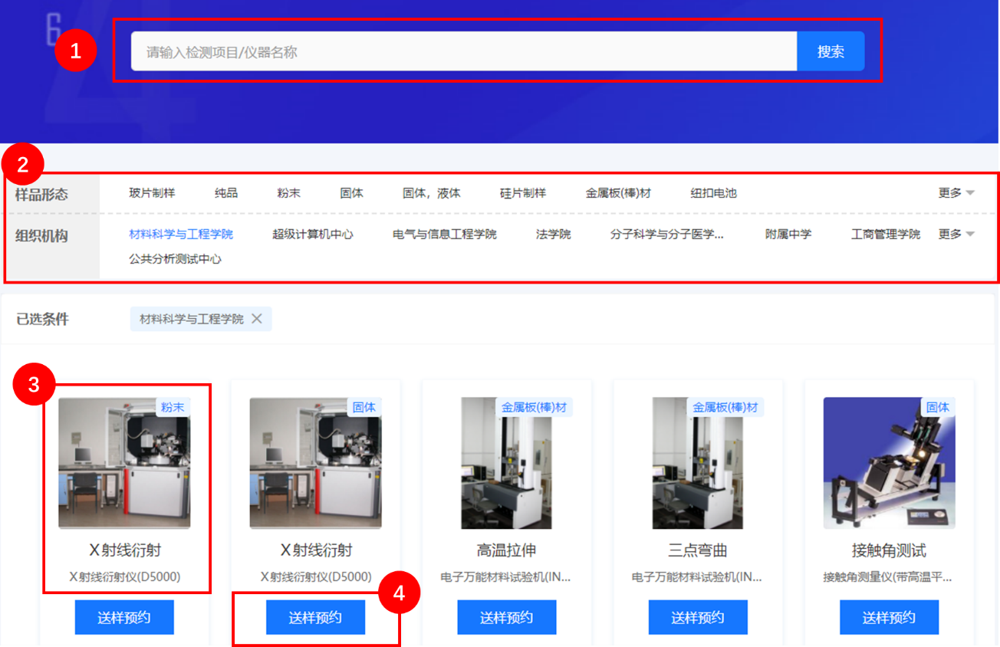 6
4
1
请输入检测项目/仪器名称 搜索
2
样品形态 玻片制样 纯品 粉末 固体 固体，液体 硅片制样 金属板(棒)材 纽扣电池 更多
组织机构 材料科学与工程学院 超级计算机中心 电气与信息工程学院 法学院 分子科学与分子医学... 附属中学 工商管理学院 更多
公共分析测试中心
已选条件 材料科学与工程学院 ×
3
粉末 固体 金属板(棒)材 金属板(棒)材 固体
X射线衍射 X射线衍射 高温拉伸 三点弯曲 接触角测试
X射线衍射仪(D5000) X射线衍射仪(D5000) 电子万能材料试验机(IN... 电子万能材料试验机(IN... 接触角测量仪(带高温平...
4
送样预约 送样预约 送样预约 送样预约 送样预约